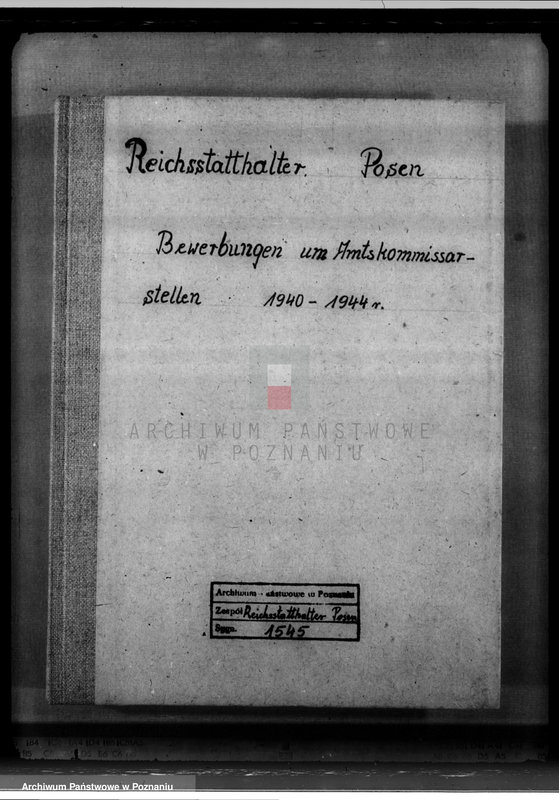 Reichsstatthalter Posen
Bewerbungen um Amtskommissar-
stellen 1940 - 1944 r.
ARCHIWUM PAŃSTWOWE
W POZNANIU
Archiwum Państwowe w Poznaniu
Zespół Reichsstatthalter Posen
Sygn. 1545
Archiwum Państwowe w Poznaniu